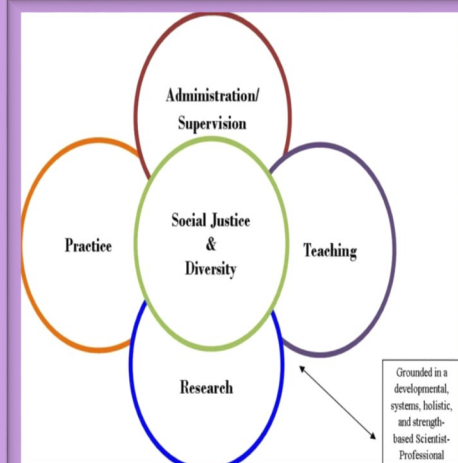 Administration/
Supervision
Social Justice
&
Diversity
Practice
Teaching
Research
Grounded in a
developmental,
systems, holistic,
and strength-
based Scientist-
Professional